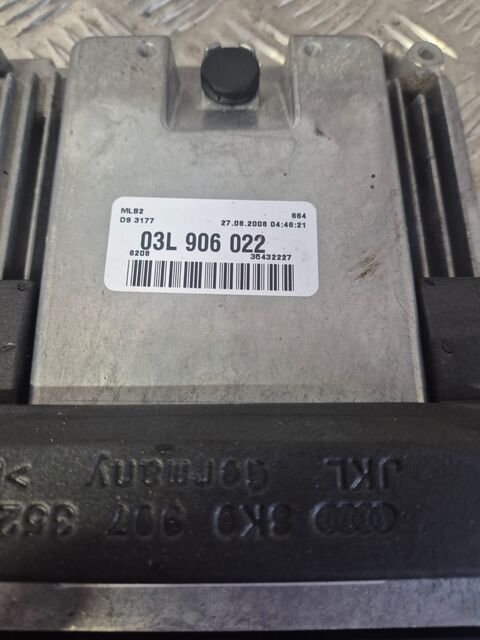 MLB2 664
DS 3177 27.08.2008 04:46:21
03L 906 022
6208 35432227
JKL Germany >
8K0 907 352